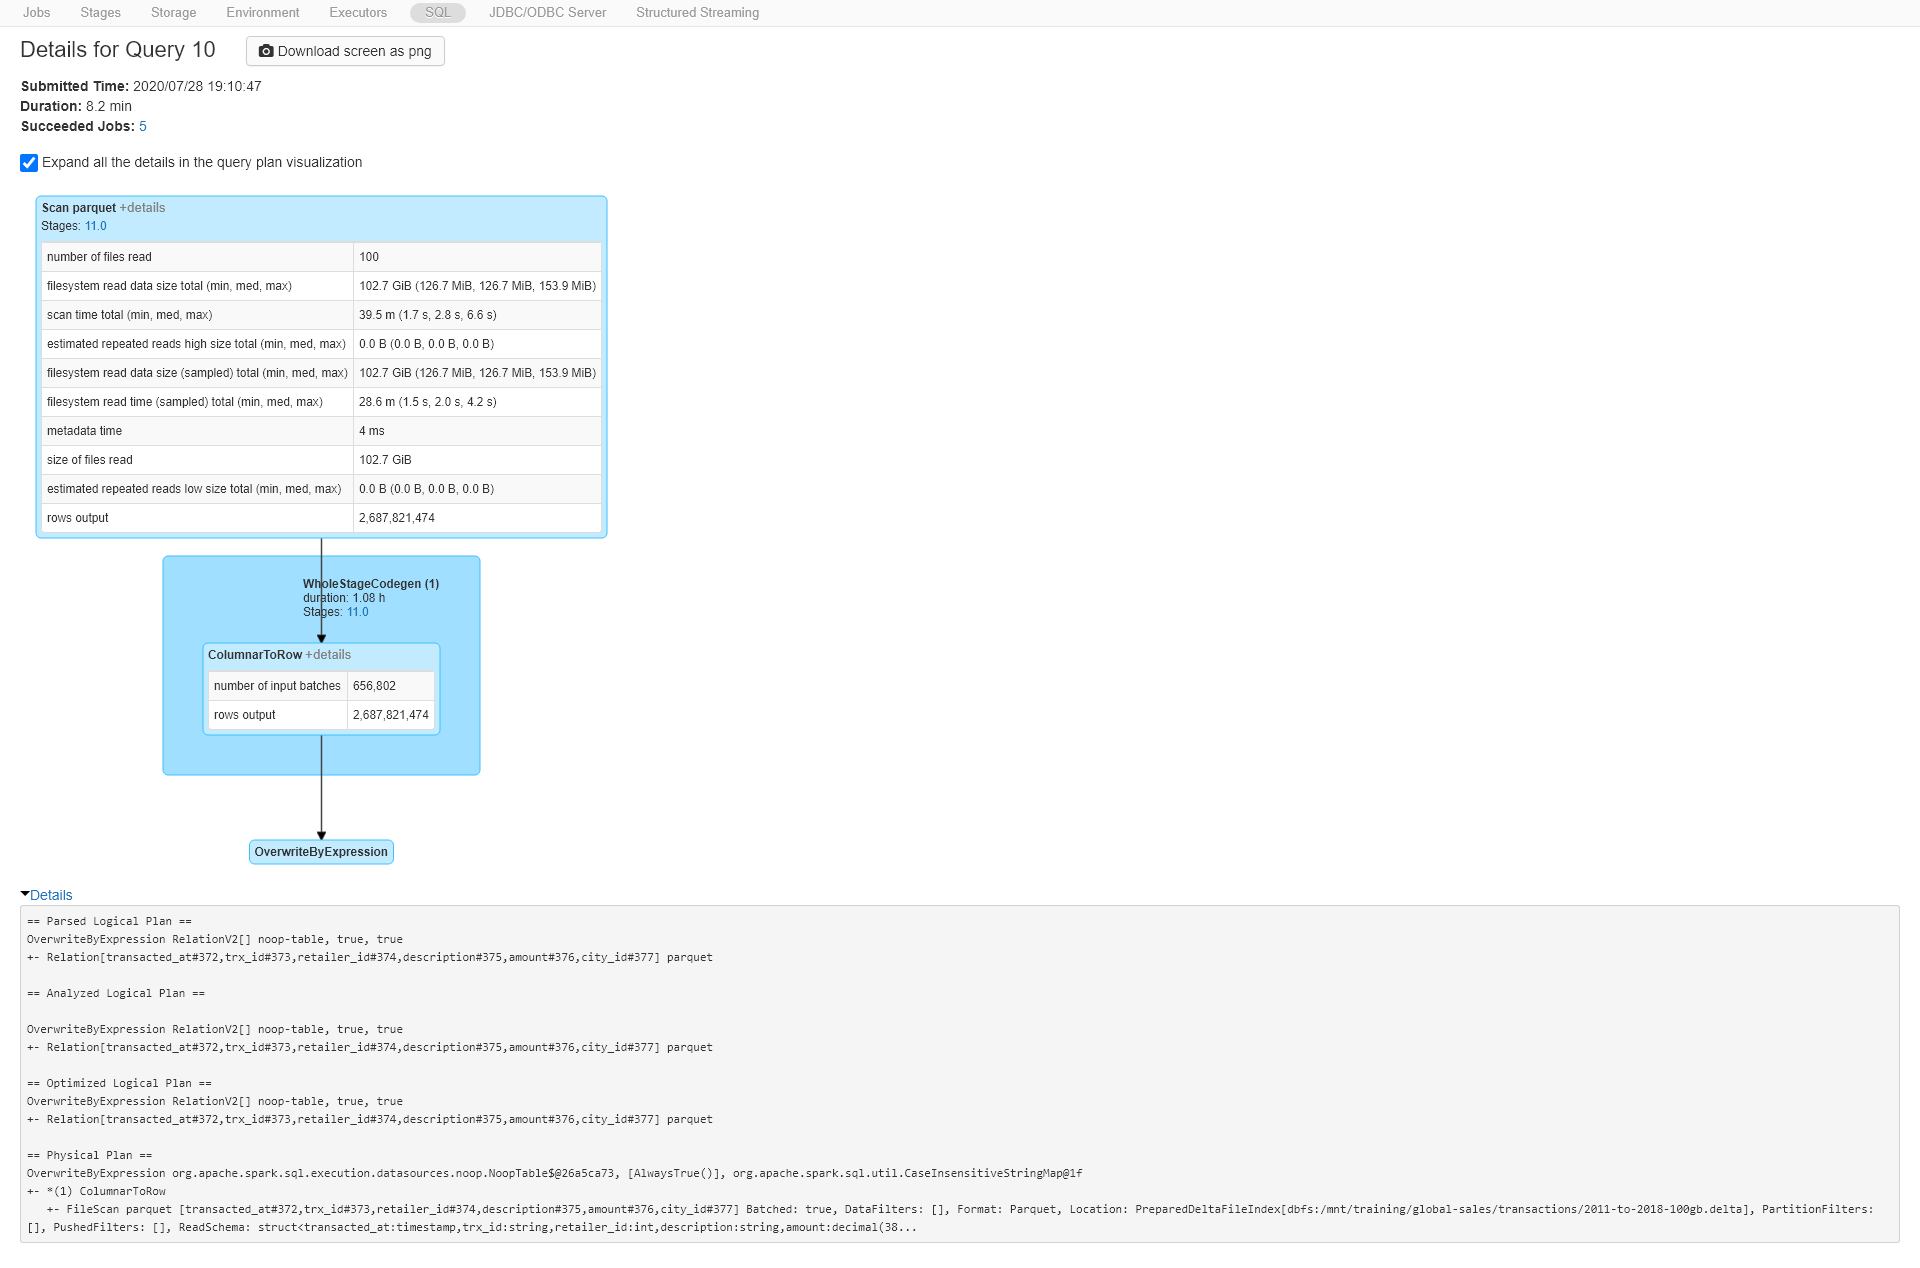 Jobs Stages Storage Environment Executors SQL JDBC/ODBC Server Structured Streaming
Details for Query 10 Download screen as png
Submitted Time: 2020/07/28 19:10:47
Duration: 8.2 min
Succeeded Jobs: 5
Expand all the details in the query plan visualization
Scan parquet +details
Stages: 11.0
number of files read 100
filesystem read data size total (min, med, max) 102.7 GiB (126.7 MiB, 126.7 MiB, 153.9 MiB)
scan time total (min, med, max) 39.5 m (1.7 s, 2.8 s, 6.6 s)
estimated repeated reads high size total (min, med, max) 0.0 B (0.0 B, 0.0 B, 0.0 B)
filesystem read data size (sampled) total (min, med, max) 102.7 GiB (126.7 MiB, 126.7 MiB, 153.9 MiB)
filesystem read time (sampled) total (min, med, max) 28.6 m (1.5 s, 2.0 s, 4.2 s)
metadata time 4 ms
size of files read 102.7 GiB
estimated repeated reads low size total (min, med, max) 0.0 B (0.0 B, 0.0 B, 0.0 B)
rows output 2,687,821,474
WholeStageCodegen (1)
duration: 1.08 h
Stages: 11.0
ColumnarToRow +details
number of input batches 656,802
rows output 2,687,821,474
OverwriteByExpression
Details
== Parsed Logical Plan ==
OverwriteByExpression RelationV2[] noop-table, true, true
+- Relation[transacted_at#372,trx_id#373,retailer_id#374,description#375,amount#376,city_id#377] parquet
== Analyzed Logical Plan ==
OverwriteByExpression RelationV2[] noop-table, true, true
+- Relation[transacted_at#372,trx_id#373,retailer_id#374,description#375,amount#376,city_id#377] parquet
== Optimized Logical Plan ==
OverwriteByExpression RelationV2[] noop-table, true, true
+- Relation[transacted_at#372,trx_id#373,retailer_id#374,description#375,amount#376,city_id#377] parquet
== Physical Plan ==
OverwriteByExpression org.apache.spark.sql.execution.datasources.noop.NoopTable$@26a5ca73, [AlwaysTrue()], org.apache.spark.sql.util.CaseInsensitiveStringMap@1f
+- *(1) ColumnarToRow
+- FileScan parquet [transacted_at#372,trx_id#373,retailer_id#374,description#375,amount#376,city_id#377] Batched: true, DataFilters: [], Format: Parquet, Location: PreparedDeltaFileIndex[dbfs:/mnt/training/global-sales/transactions/2011-to-2018-100gb.delta], PartitionFilters:
[], PushedFilters: [], ReadSchema: struct<transacted_at:timestamp,trx_id:string,retailer_id:int,description:string,amount:decimal(38...